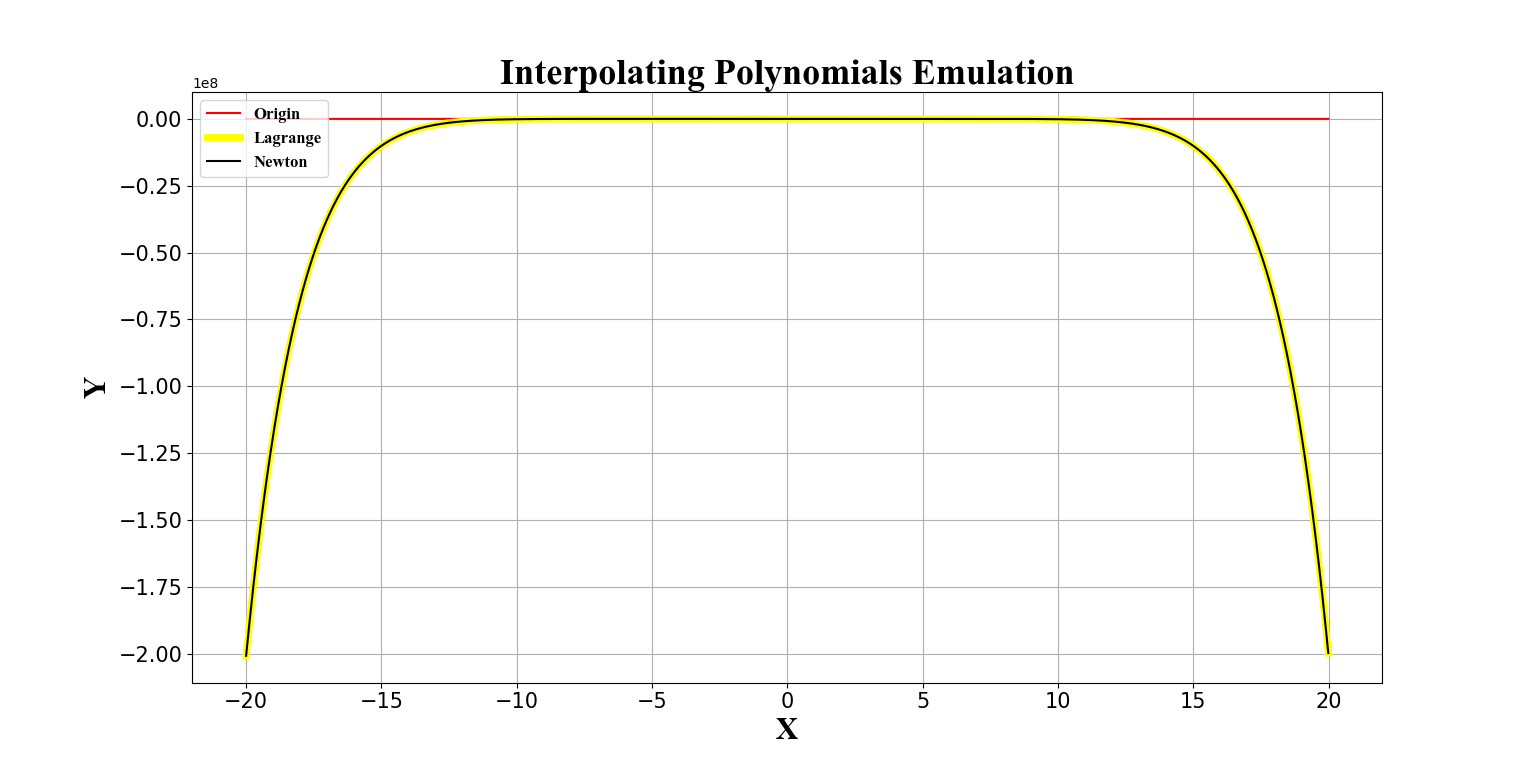 Interpolating Polynomials Emulation
1e8
Origin
Lagrange
Newton
0.00
−0.25
−0.50
−0.75
−1.00
−1.25
−1.50
−1.75
−2.00
Y
−20 −15 −10 −5 0 5 10 15 20
X